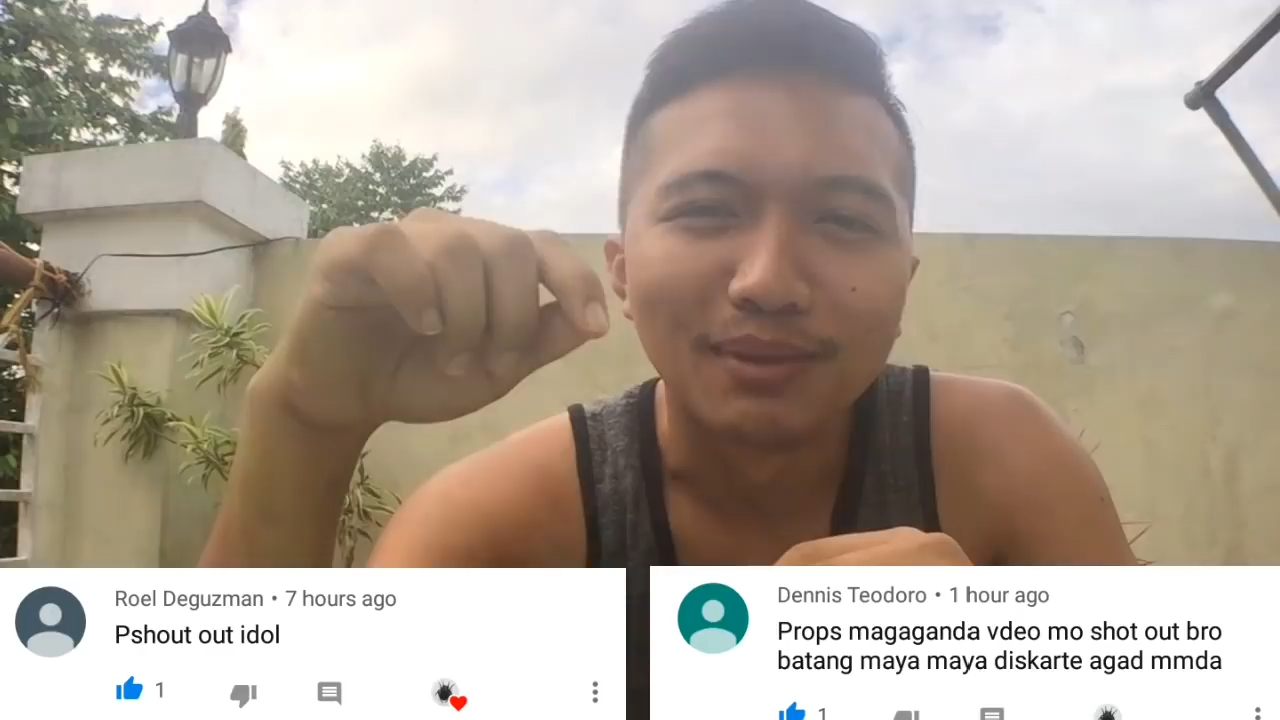 Roel Deguzman • 7 hours ago
Pshout out idol
1
Dennis Teodoro • 1 hour ago
Props magaganda vdeo mo shot out bro
batang maya maya diskarte agad mmda
1